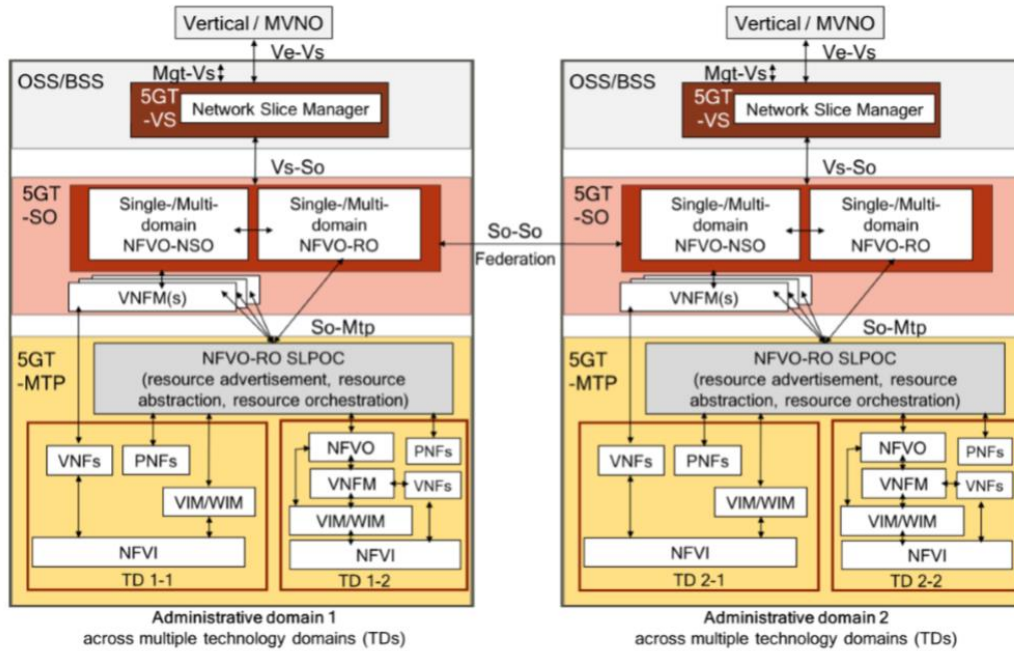 Vertical / MVNO
Ve-Vs
OSS/BSS
Mgt-Vs
5GT
-VS
Network Slice Manager
Vs-So
5GT
-SO
Single-/Multi-
domain
NFVO-NSO
Single-/Multi-
domain
NFVO-RO
VNFM(s)
So-Mtp
5GT
-MTP
NFVO-RO SLPOC
(resource advertisement, resource
abstraction, resource orchestration)
VNFs
PNFs
VIM/WIM
NFVI
TD 1-1
NFVO
PNFs
VNFM
VNFs
VIM/WIM
NFVI
TD 1-2
Administrative domain 1
across multiple technology domains (TDs)
So-So
Federation
Vertical / MVNO
Ve-Vs
OSS/BSS
Mgt-Vs
5GT
-VS
Network Slice Manager
Vs-So
5GT
-SO
Single-/Multi-
domain
NFVO-NSO
Single-/Multi-
domain
NFVO-RO
VNFM(s)
So-Mtp
5GT
-MTP
NFVO-RO SLPOC
(resource advertisement, resource
abstraction, resource orchestration)
VNFs
PNFs
VIM/WIM
NFVI
TD 2-1
NFVO
PNFs
VNFM
VNFs
VIM/WIM
NFVI
TD 2-2
Administrative domain 2
across multiple technology domains (TDs)